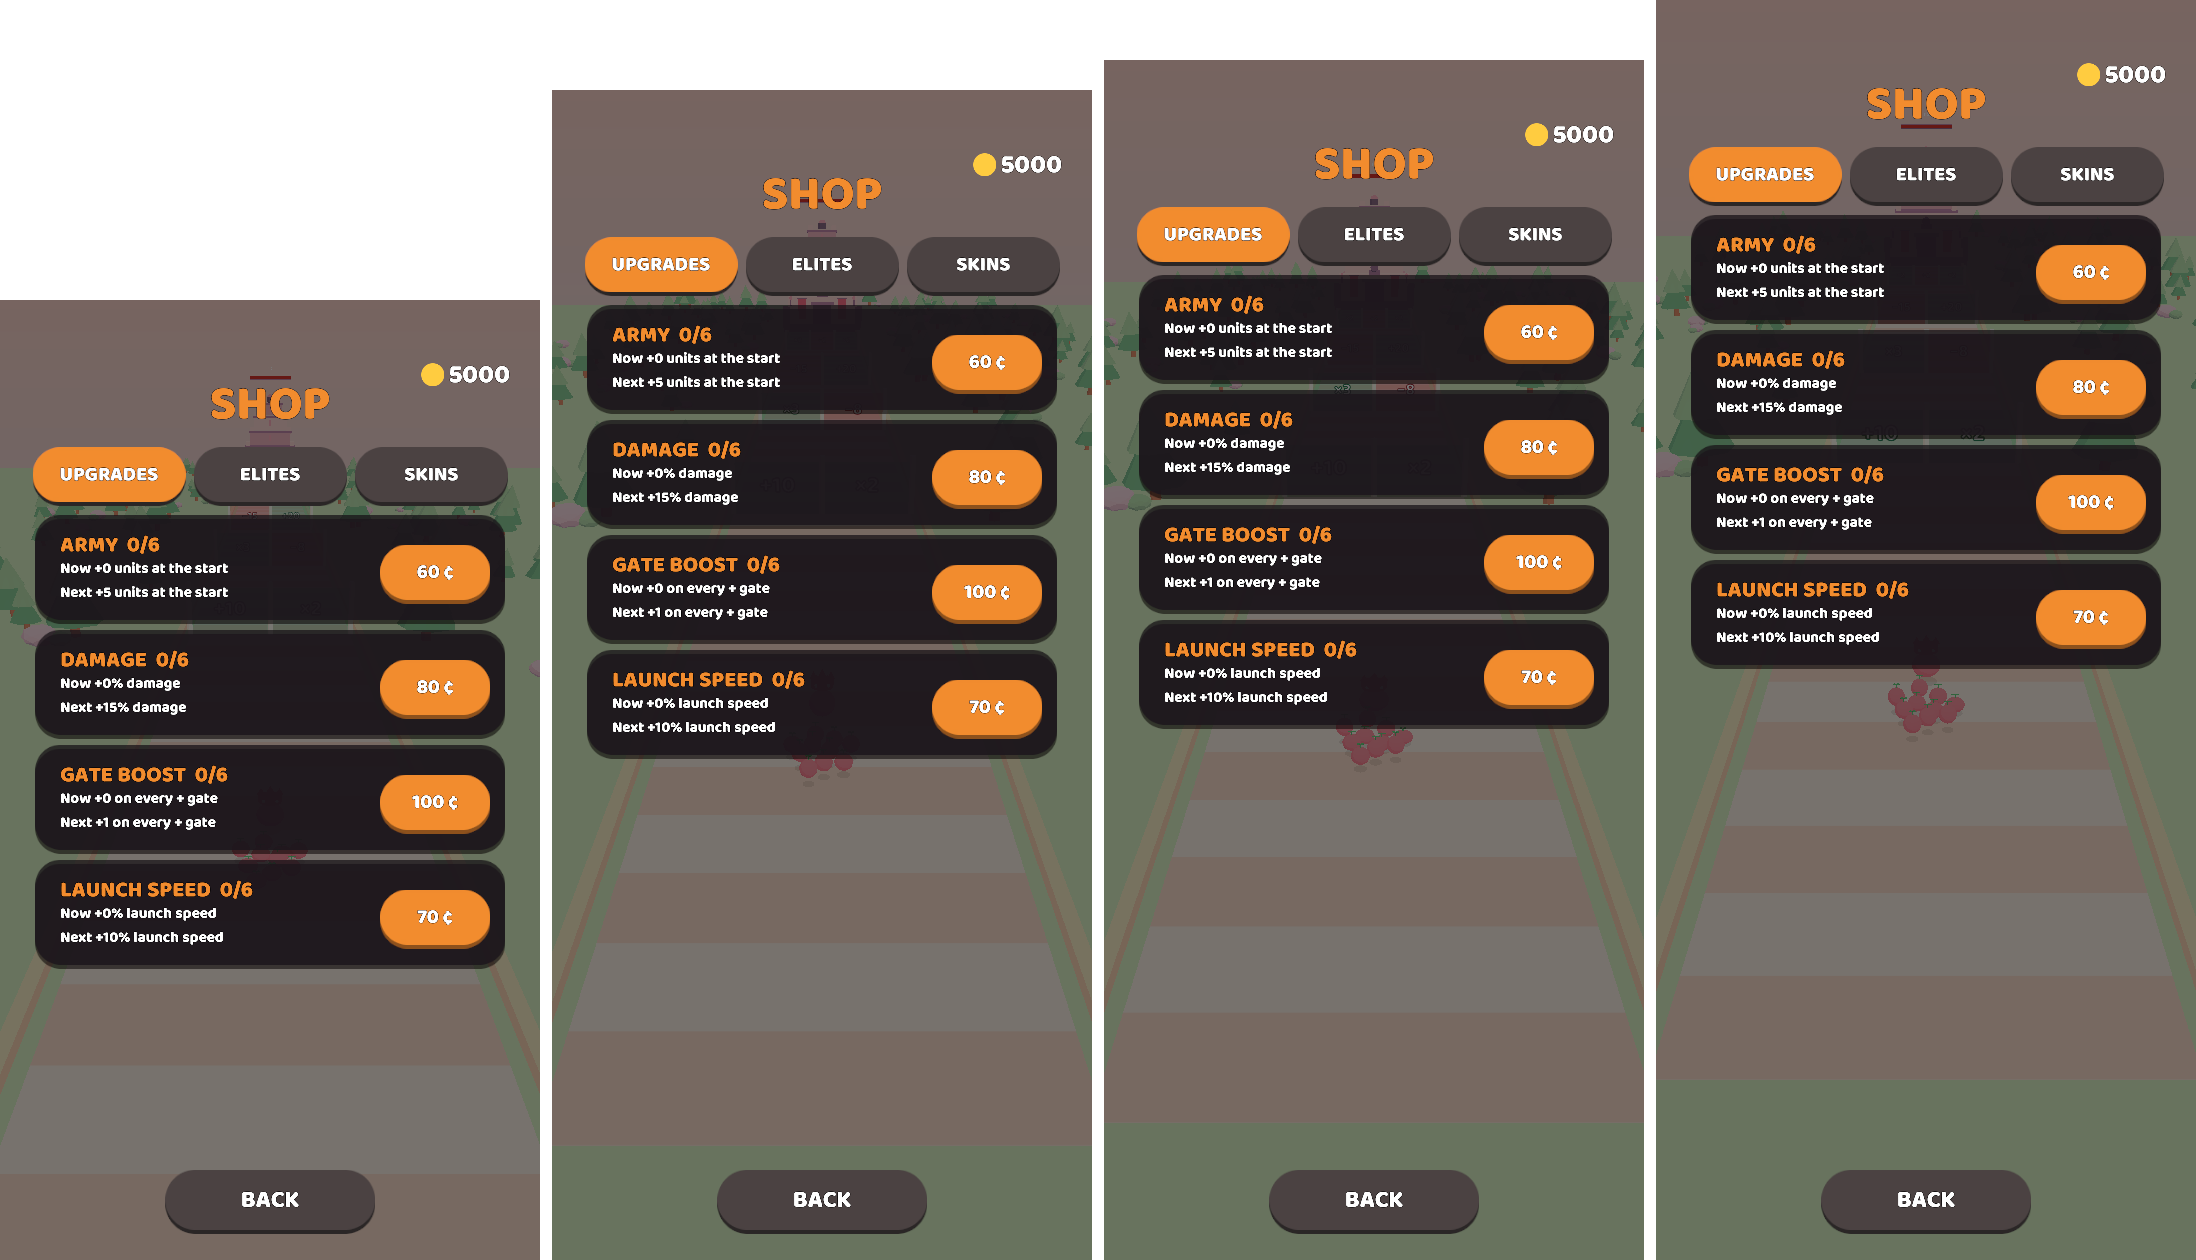 5000
SHOP
UPGRADES ELITES SKINS
ARMY 0/6
Now +0 units at the start
Next +5 units at the start
60 ¢
DAMAGE 0/6
Now +0% damage
Next +15% damage
80 ¢
GATE BOOST 0/6
Now +0 on every + gate
Next +1 on every + gate
100 ¢
LAUNCH SPEED 0/6
Now +0% launch speed
Next +10% launch speed
70 ¢
BACK
5000
SHOP
UPGRADES ELITES SKINS
ARMY 0/6
Now +0 units at the start
Next +5 units at the start
60 ¢
DAMAGE 0/6
Now +0% damage
Next +15% damage
80 ¢
GATE BOOST 0/6
Now +0 on every + gate
Next +1 on every + gate
100 ¢
LAUNCH SPEED 0/6
Now +0% launch speed
Next +10% launch speed
70 ¢
BACK
5000
SHOP
UPGRADES ELITES SKINS
ARMY 0/6
Now +0 units at the start
Next +5 units at the start
60 ¢
DAMAGE 0/6
Now +0% damage
Next +15% damage
80 ¢
GATE BOOST 0/6
Now +0 on every + gate
Next +1 on every + gate
100 ¢
LAUNCH SPEED 0/6
Now +0% launch speed
Next +10% launch speed
70 ¢
BACK
5000
SHOP
UPGRADES ELITES SKINS
ARMY 0/6
Now +0 units at the start
Next +5 units at the start
60 ¢
DAMAGE 0/6
Now +0% damage
Next +15% damage
80 ¢
GATE BOOST 0/6
Now +0 on every + gate
Next +1 on every + gate
100 ¢
LAUNCH SPEED 0/6
Now +0% launch speed
Next +10% launch speed
70 ¢
BACK